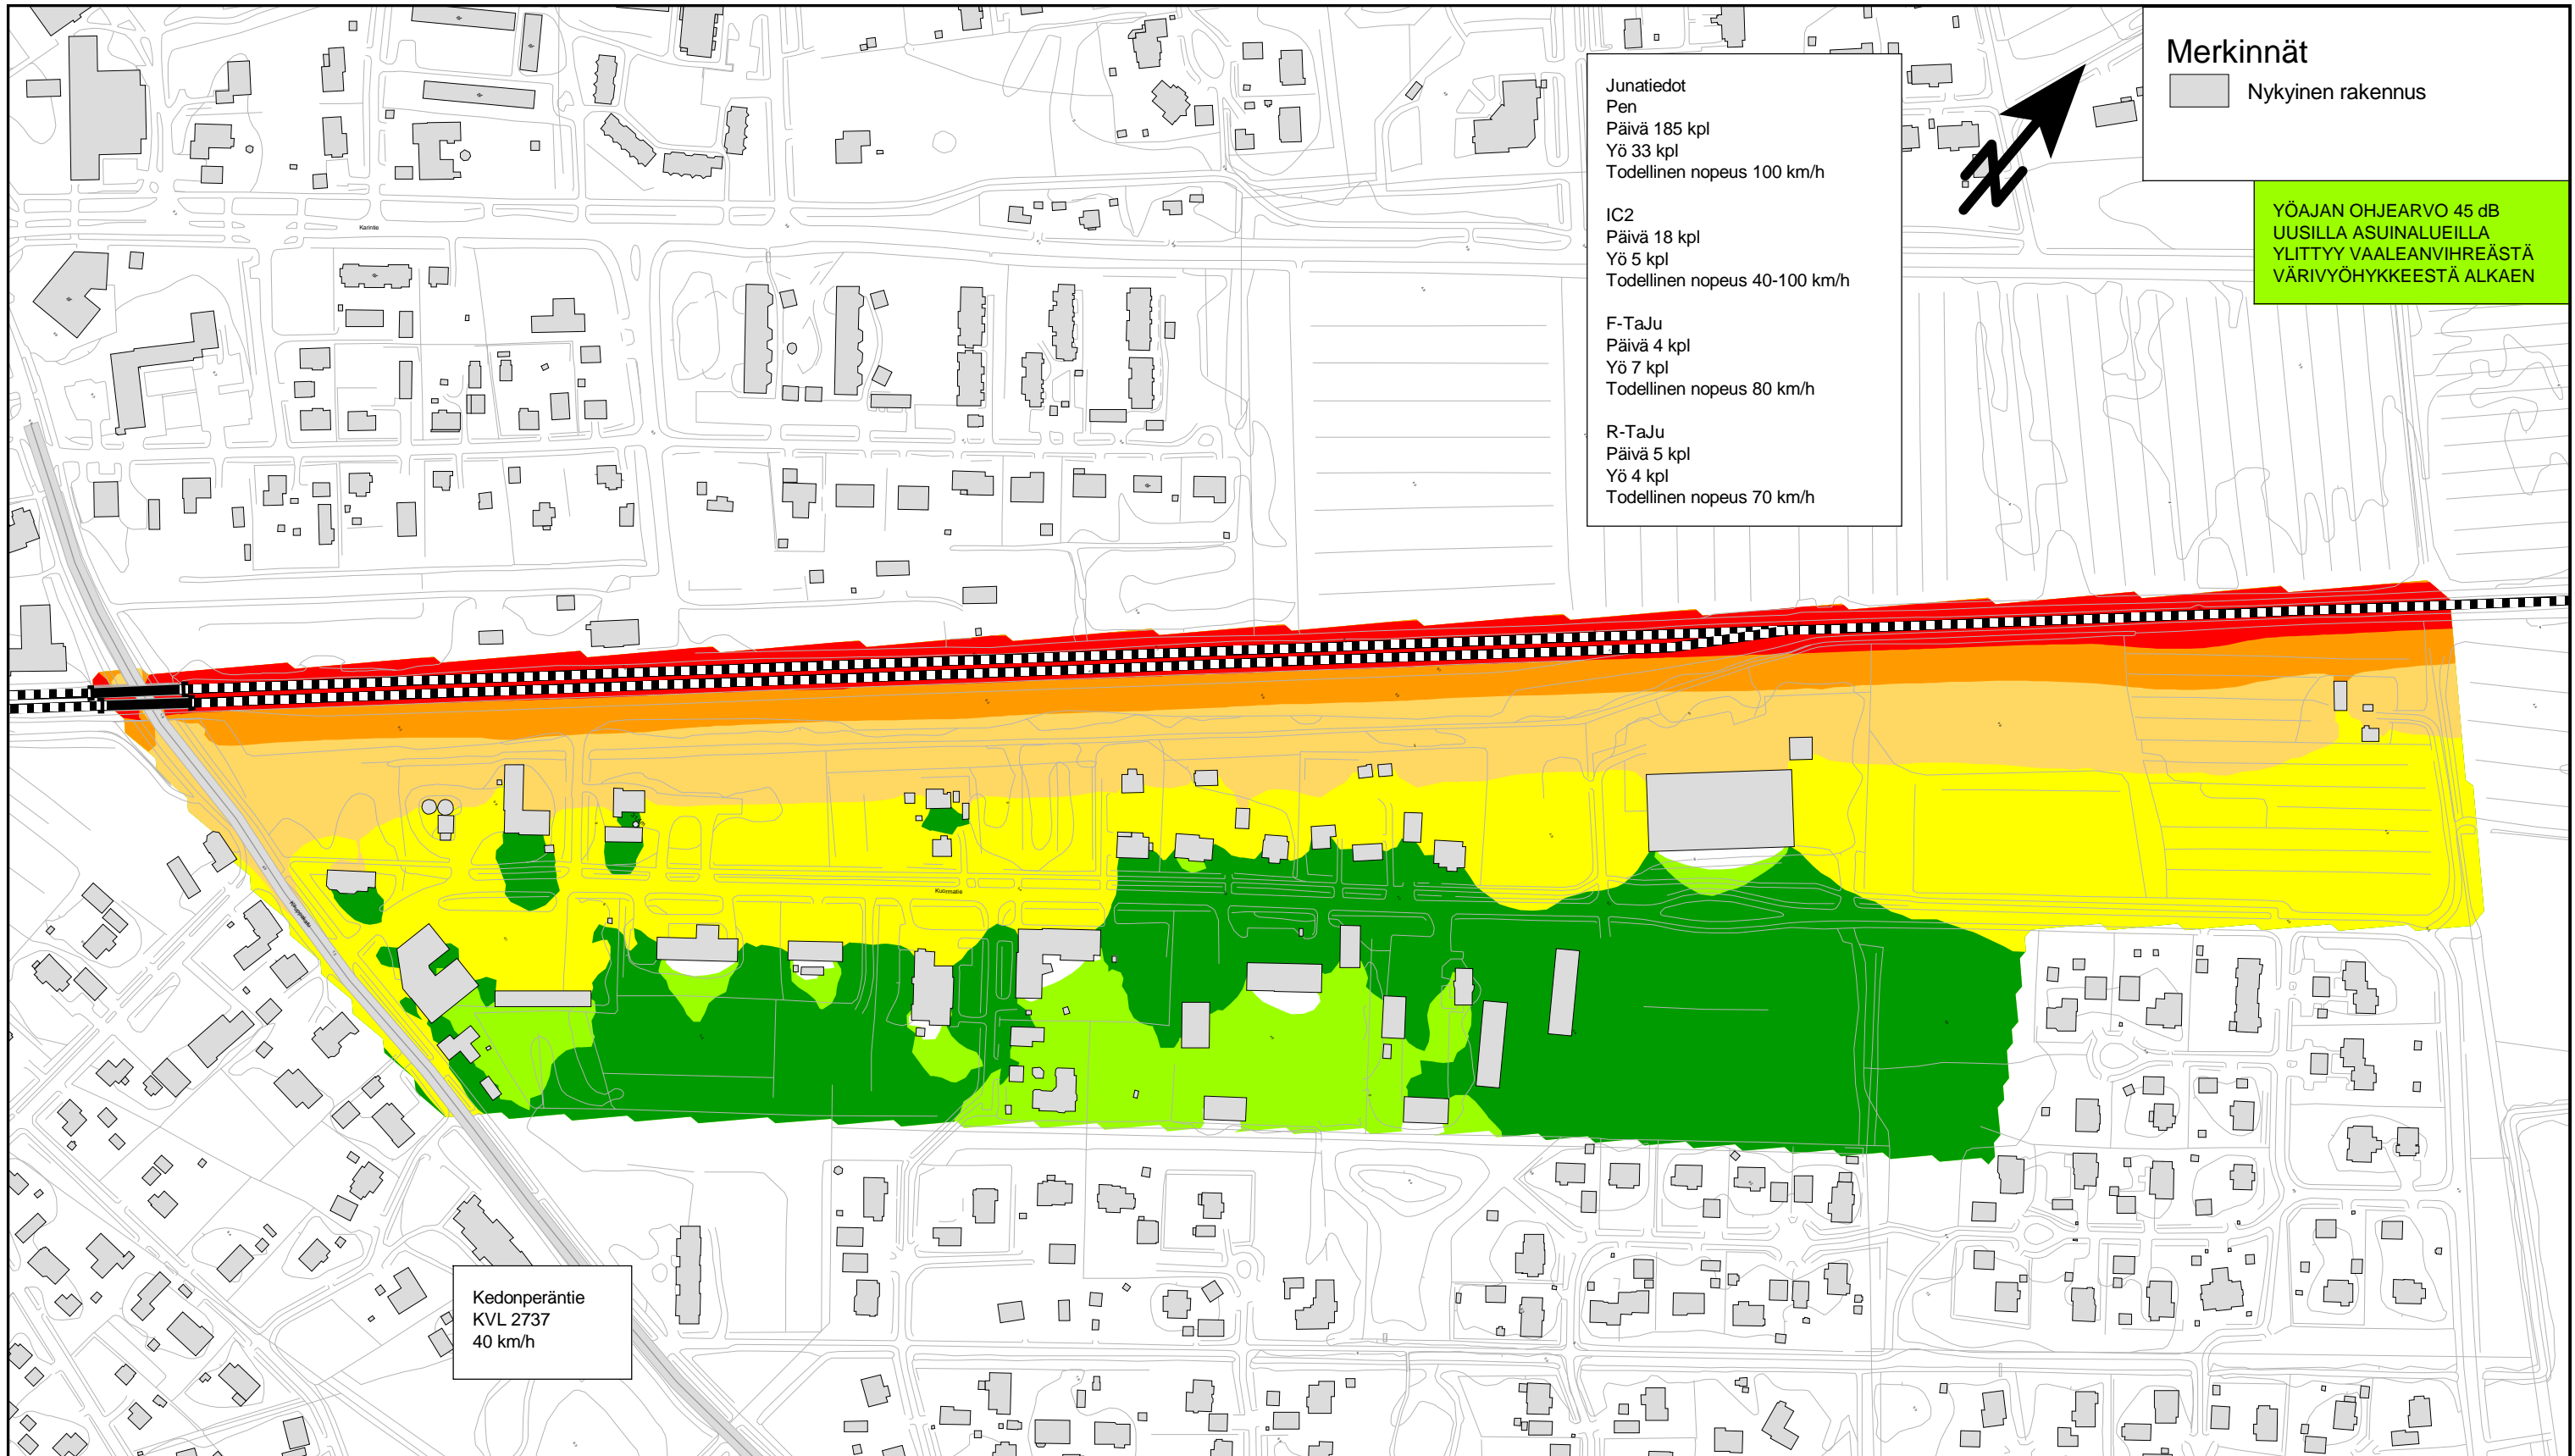 Merkinnät
Nykyinen rakennus
YÖAJAN OHJEARVO 45 dB
UUSILLA ASUINALUEILLA
YLITTYY VAALEANVIHREÄSTÄ
VÄRIVYÖHYKKEESTÄ ALKAEN
Junatiedot
Pen
Päivä 185 kpl
Yö 33 kpl
Todellinen nopeus 100 km/h
IC2
Päivä 18 kpl
Yö 5 kpl
Todellinen nopeus 40-100 km/h
F-TaJu
Päivä 4 kpl
Yö 7 kpl
Todellinen nopeus 80 km/h
R-TaJu
Päivä 5 kpl
Yö 4 kpl
Todellinen nopeus 70 km/h
Karintie
Kuormatie
Kedonperäntie
KVL 2737
40 km/h